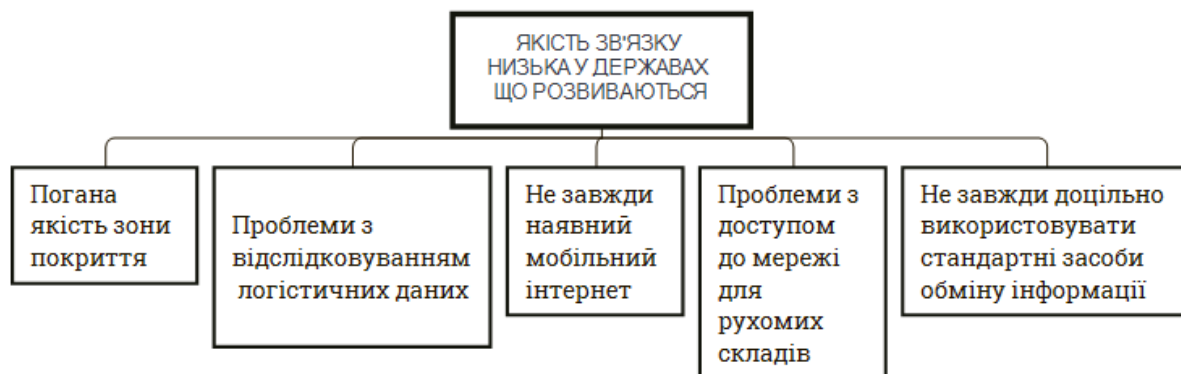 ЯКІСТЬ ЗВ'ЯЗКУ
НИЗЬКА У ДЕРЖАВАХ
ЩО РОЗВИВАЮТЬСЯ
Погана
якість зони
покриття
Проблеми з
відслідковуванням
логістичних даних
Не завжди
наявний
мобільний
інтернет
Проблеми з
доступом
до мережі
для
рухомих
складів
Не завжди доцільно
використовувати
стандартні засоби
обміну інформації